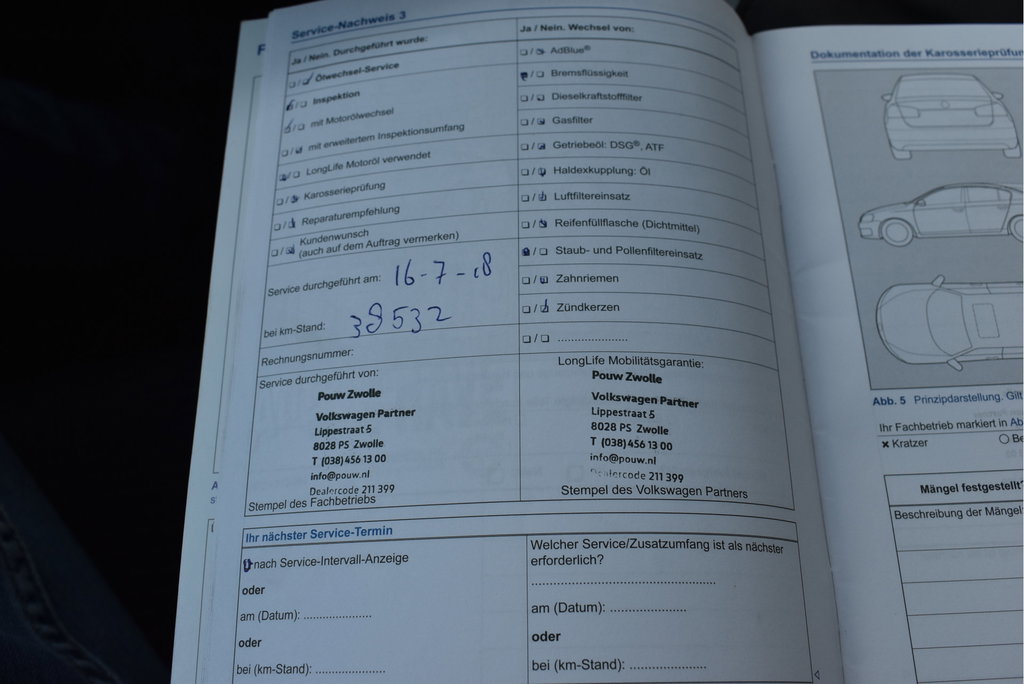 Service-Nachweis 3
Ja / Nein. Durchgeführt wurde:
Ölwechsel-Service
Inspektion
mit Motorölwechsel
mit erweitertem Inspektionsumfang
LongLife Motoröl verwendet
Karosserieprüfung
Reparaturempfehlung
Kundenwunsch
(auch auf dem Auftrag vermerken)
Service durchgeführt am: 16-7-18
bei km-Stand: 38532
Rechnungsnummer:
Service durchgeführt von:
Pouw Zwolle
Volkswagen Partner
Lippestraat 5
8028 PS Zwolle
T (038) 456 13 00
info@pouw.nl
Dealercode 211 399
Stempel des Fachbetriebs
Ja / Nein. Wechsel von:
AdBlue®
Bremsflüssigkeit
Dieselkraftstofffilter
Gasfilter
Getriebeöl: DSG®, ATF
Haldexkupplung: Öl
Luftfiltereinsatz
Reifenfüllflasche (Dichtmittel)
Staub- und Pollenfiltereinsatz
Zahnriemen
Zündkerzen
LongLife Mobilitätsgarantie:
Pouw Zwolle
Volkswagen Partner
Lippestraat 5
8028 PS Zwolle
T (038) 456 13 00
info@pouw.nl
Dealercode 211 399
Stempel des Volkswagen Partners
Ihr nächster Service-Termin
nach Service-Intervall-Anzeige
oder
am (Datum): ....................
oder
bei (km-Stand): ....................
Welcher Service/Zusatzumfang ist als nächster
erforderlich?
am (Datum): ....................
oder
bei (km-Stand): ....................
Dokumentation der Karosserieprüfun
Abb. 5 Prinzipdarstellung. Gilt
Ihr Fachbetrieb markiert in Ab
Kratzer
Be
Mängel festgestellt
Beschreibung der Mängel